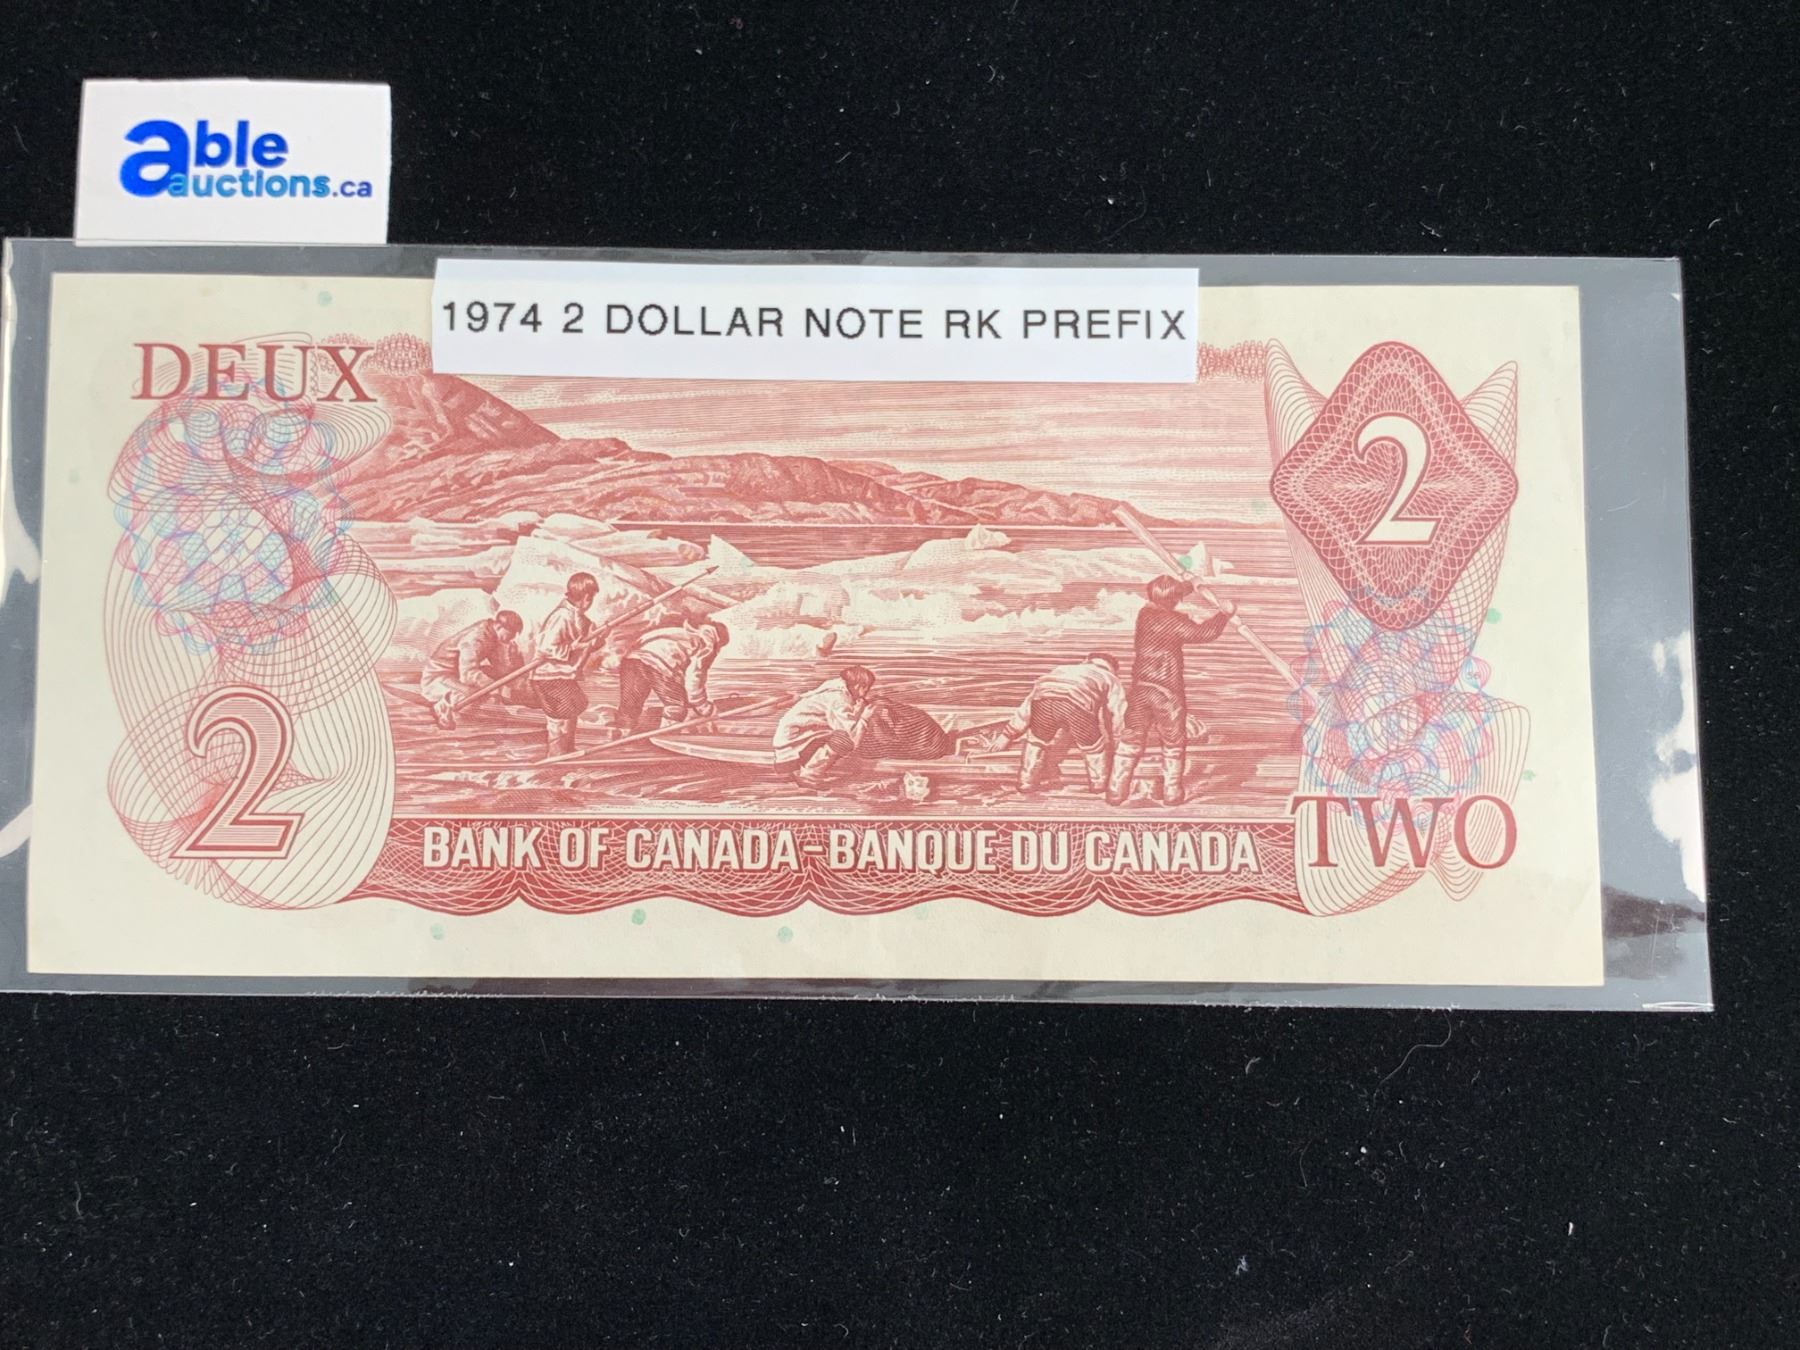 able
auctions.ca
1974 2 DOLLAR NOTE RK PREFIX
DEUX
2
2
BANK OF CANADA-BANQUE DU CANADA
TWO